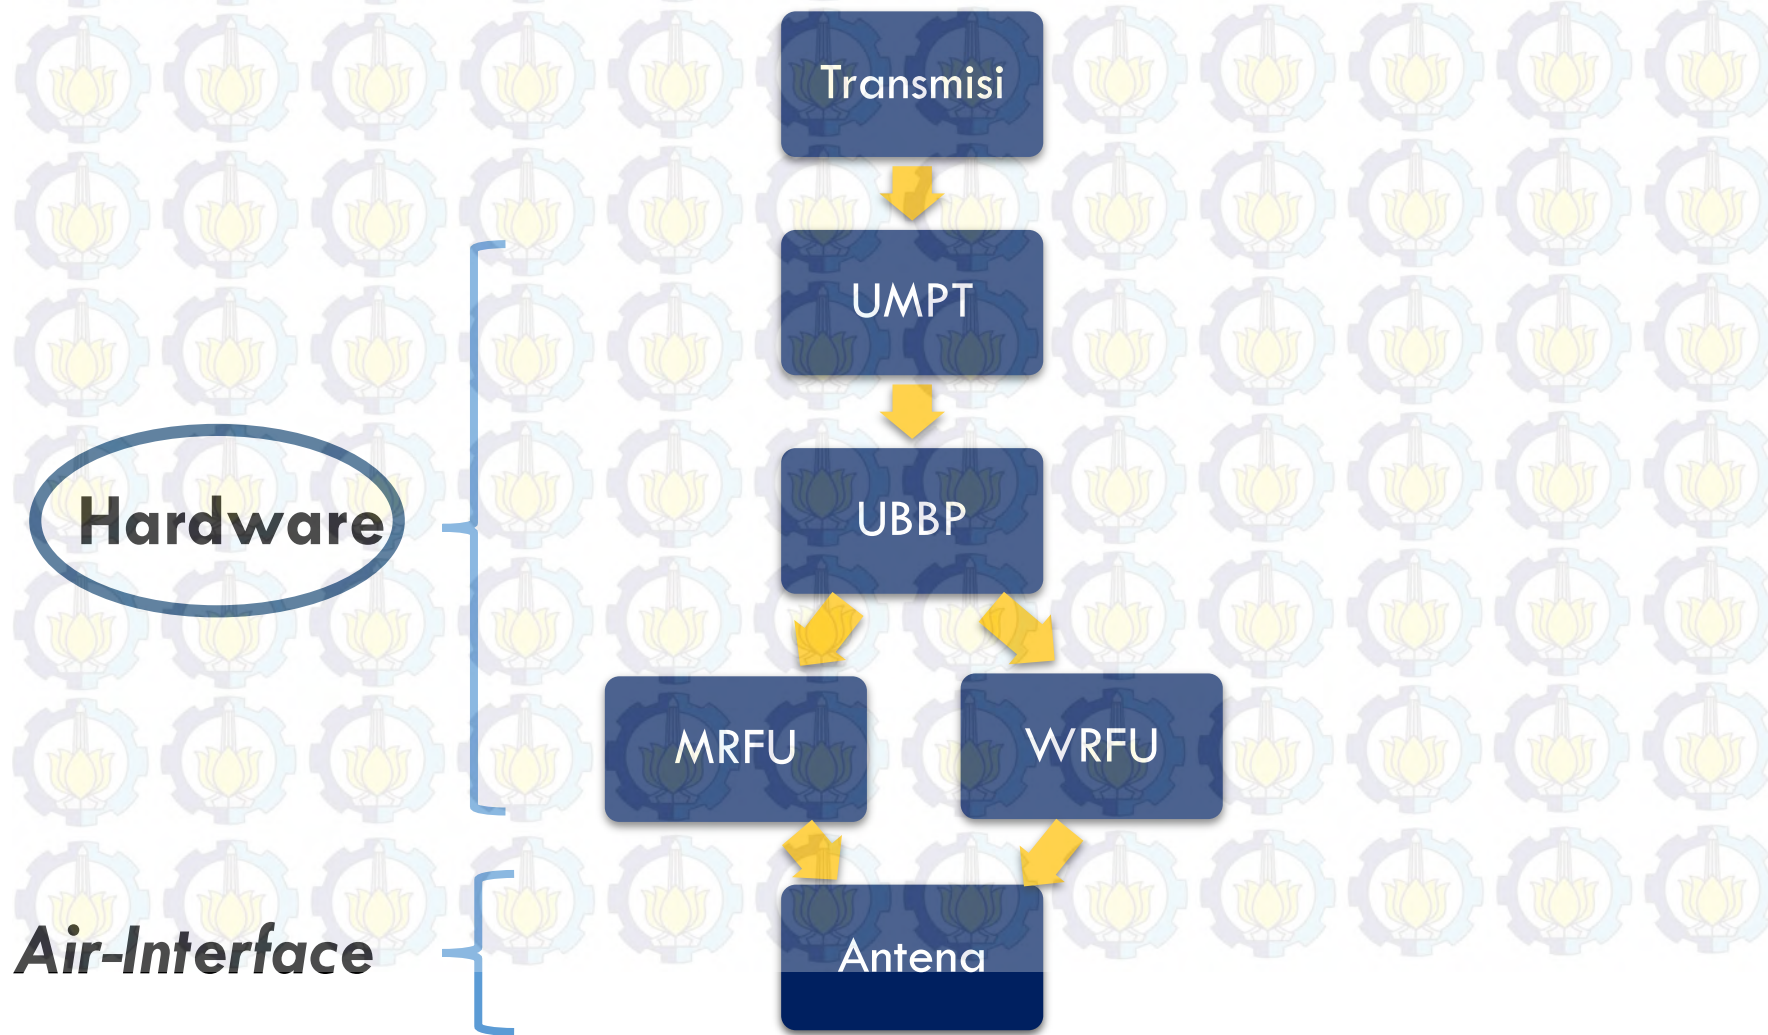 Transmisi
UMPT
UBBP
Hardware
MRFU
WRFU
Air-Interface
Antena